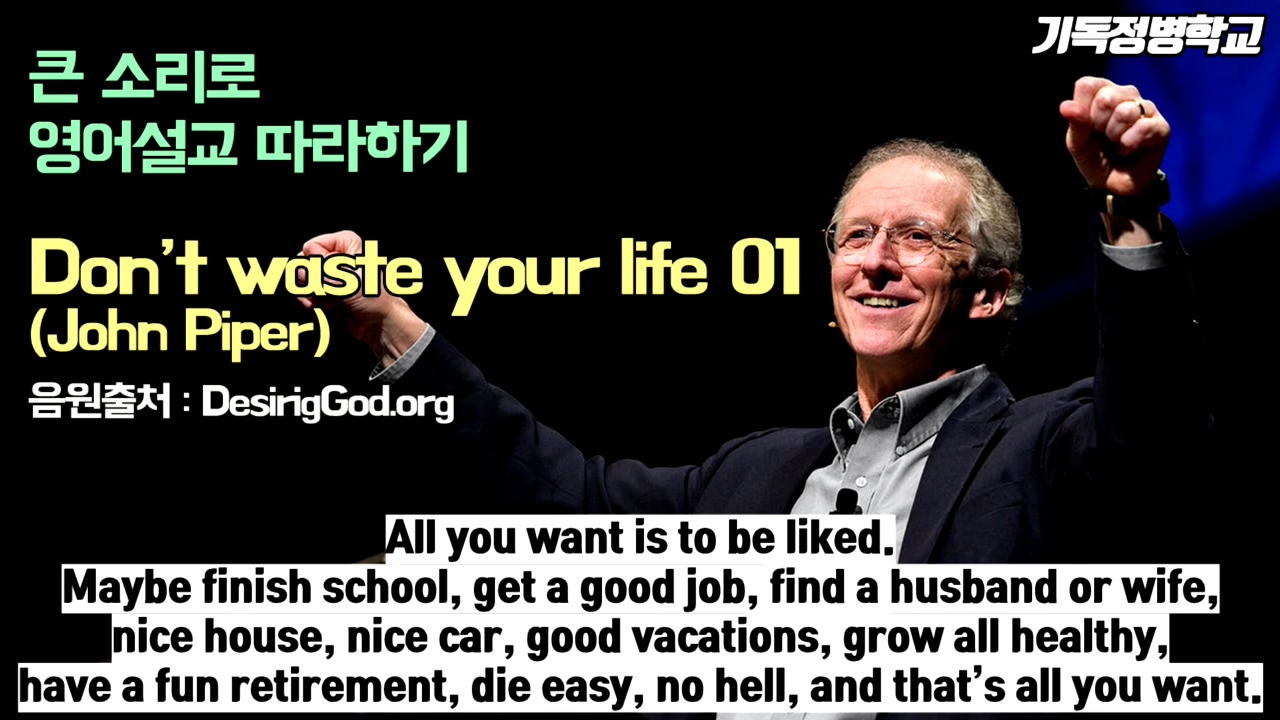 기독정병학교
큰 소리로
영어설교 따라하기
Don't waste your life 01
(John Piper)
음원출처 : DesirigGod.org
All you want is to be liked.
Maybe finish school, get a good job, find a husband or wife,
nice house, nice car, good vacations, grow all healthy,
have a fun retirement, die easy, no hell, and that's all you want.